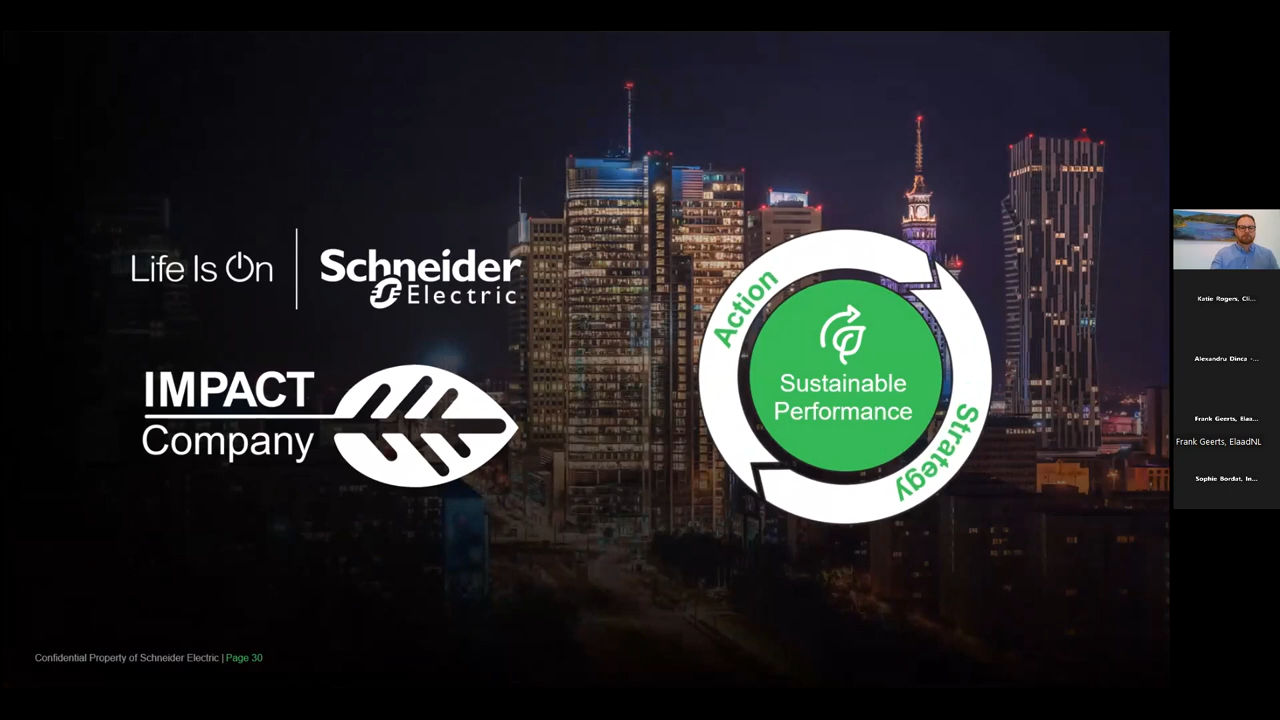 Life Is On
Schneider
Electric
IMPACT
Company
Action
Sustainable
Performance
Strategy
Confidential Property of Schneider Electric | Page 30
Katie Rogers, Cli...
Alexandru Dinca -...
Frank Geerts, Elaa...
Frank Geerts, ElaadNL
Sophie Bordat, In...